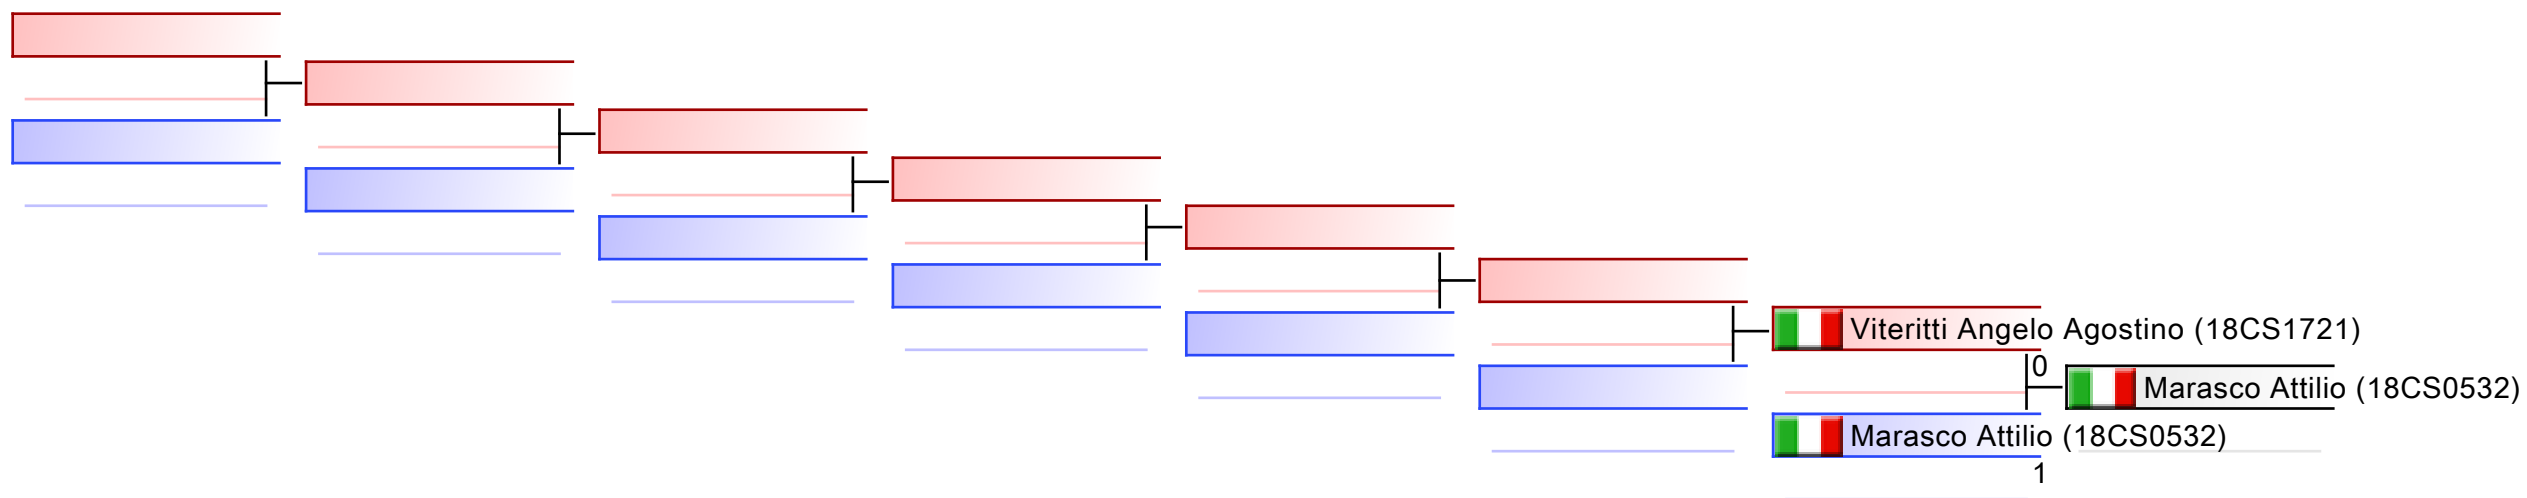 Viteritti Angelo Agostino (18CS1721)
0
Marasco Attilio (18CS0532)
Marasco Attilio (18CS0532)
1